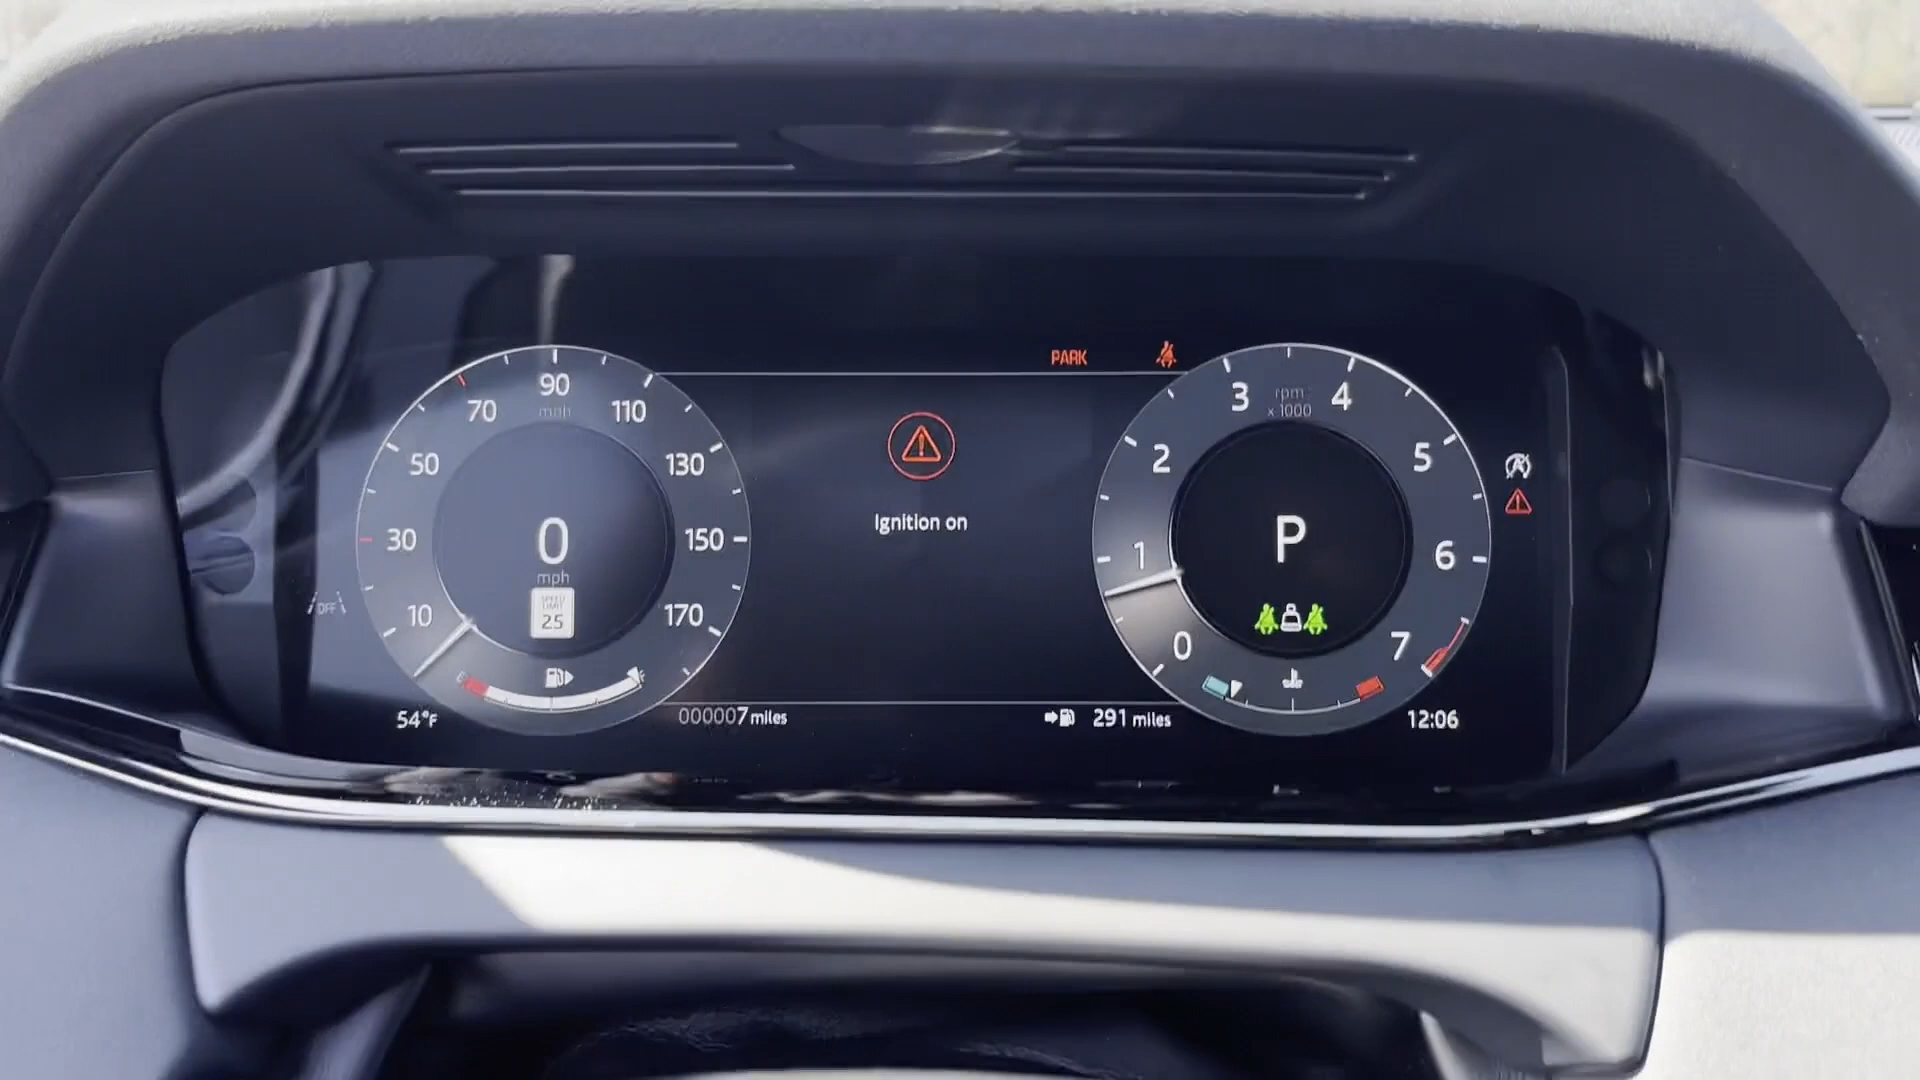 PARK
90
mph
70
110
50
130
30
150
10
170
0
mph
SPEED
LIMIT
25
E
F
OFF
54°F
000007 miles
Ignition on
291 miles
3
rpm
x 1000
4
2
5
1
6
0
7
P
A
12:06